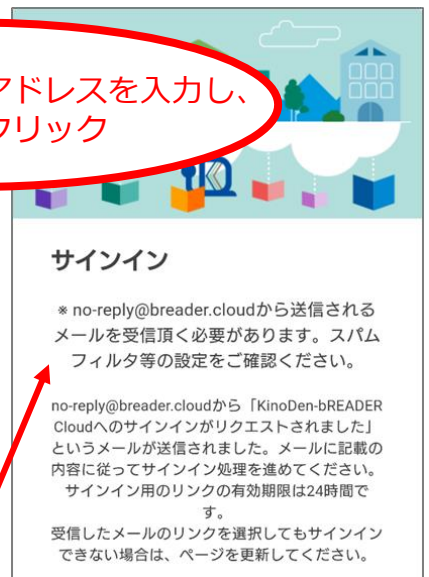 アドレスを入力し、
クリック
サインイン
※ no-reply@breader.cloudから送信される
メールを受信頂く必要があります。スパム
フィルタ等の設定をご確認ください。
no-reply@breader.cloudから「KinoDen-bREADER
Cloudへのサインインがリクエストされました」
というメールが送信されました。メールに記載の
内容に従ってサインイン処理を進めてください。
サインイン用のリンクの有効期限は24時間で
す。
受信したメールのリンクを選択してもサインイン
できない場合は、ページを更新してください。